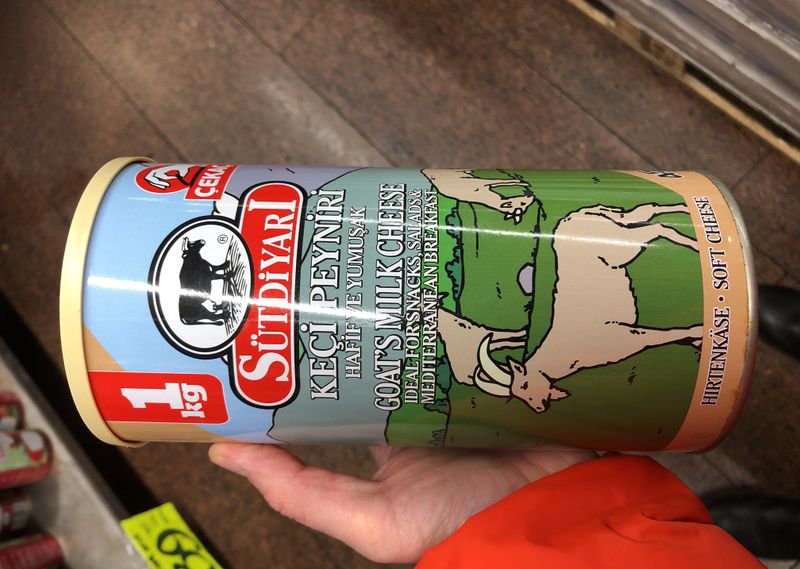 ÇEKA
SÜTDİYARI
®
1
kg
KEÇİ PEYNİRİ
HAFİF VE YUMUŞAK
GOAT'S MILK CHEESE
IDEAL FOR SNACKS, SALADS &
MEDITERRANEAN BREAKFAST
HIRTENKÄSE • SOFT CHEESE